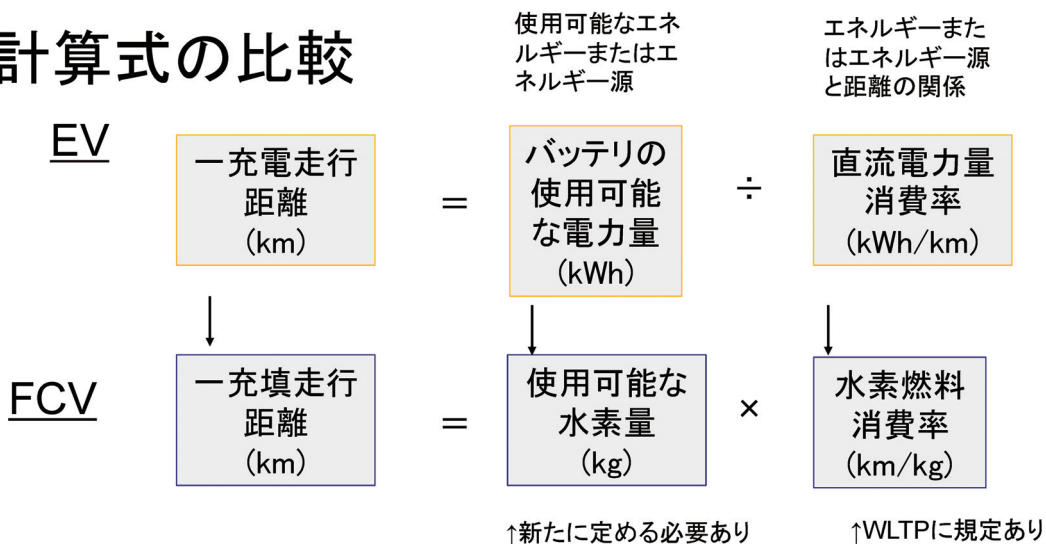 計算式の比較
使用可能なエネ
ルギーまたはエ
ネルギー源
エネルギーまた
はエネルギー源
と距離の関係
EV
一充電走行
距離
(km)
＝
バッテリの
使用可能
な電力量
(kWh)
÷
直流電力量
消費率
(kWh/km)
↓
↓
↓
FCV
一充填走行
距離
(km)
＝
使用可能な
水素量
(kg)
×
水素燃料
消費率
(km/kg)
↑新たに定める必要あり
↑WLTPに規定あり